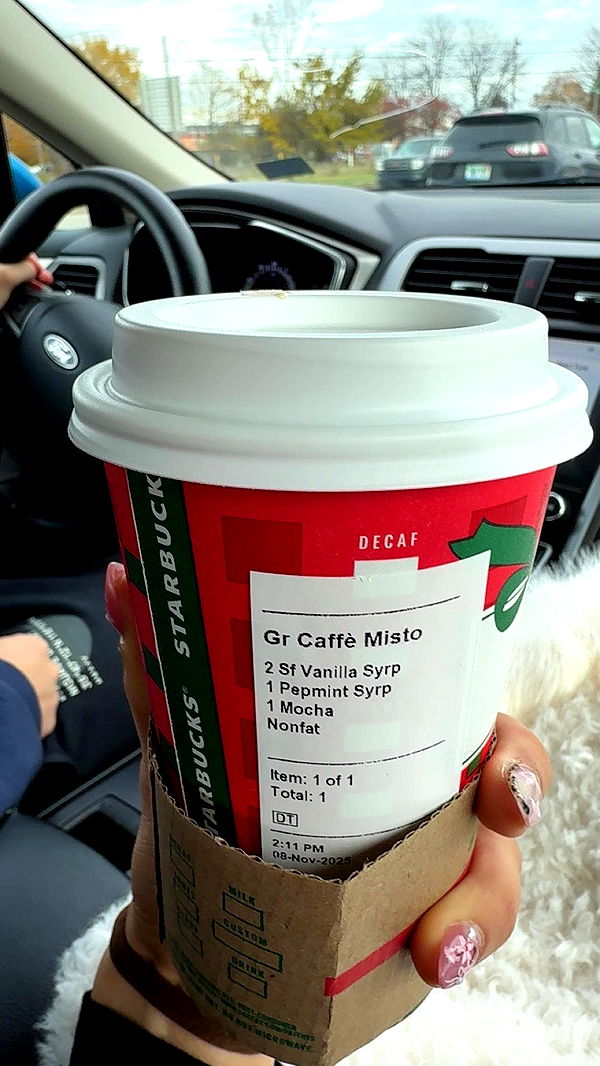 DECAF
Gr Caffè Misto
2 Sf Vanilla Syrp
1 Pepmint Syrp
1 Mocha
Nonfat
Item: 1 of 1
Total: 1
DT
2:11 PM
08-Nov-2025
STARBUCK
STARBUCKS
MILK
CUSTOM
DRINK